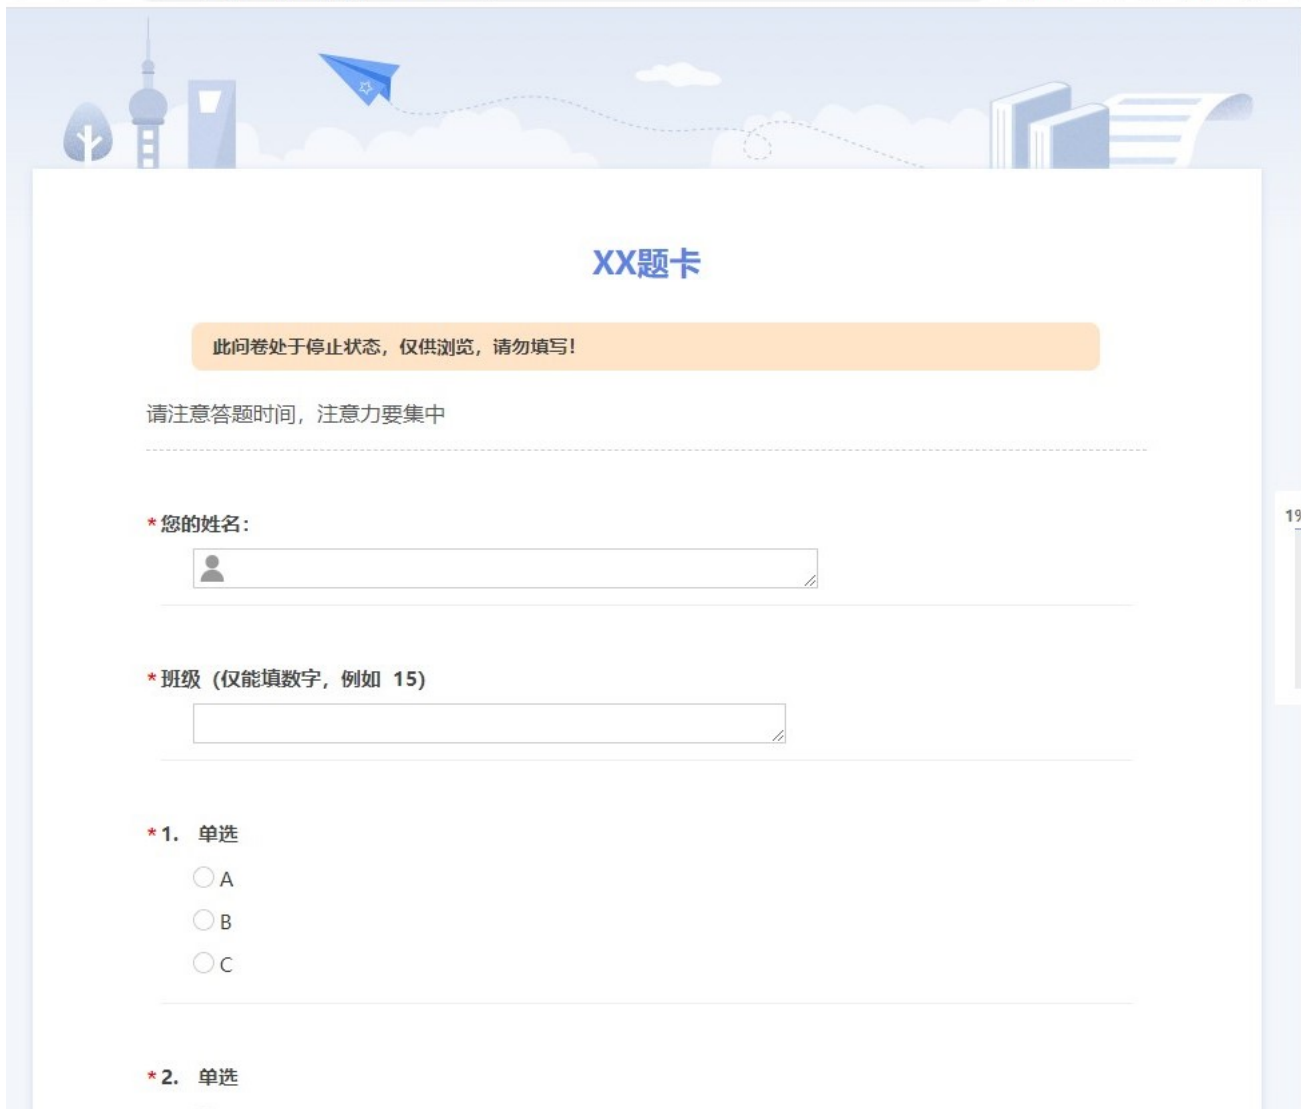 XX题卡
此问卷处于停止状态，仅供浏览，请勿填写！
请注意答题时间，注意力要集中
*您的姓名：
*班级（仅能填数字，例如 15)
1%
*1. 单选
A
B
C
*2. 单选